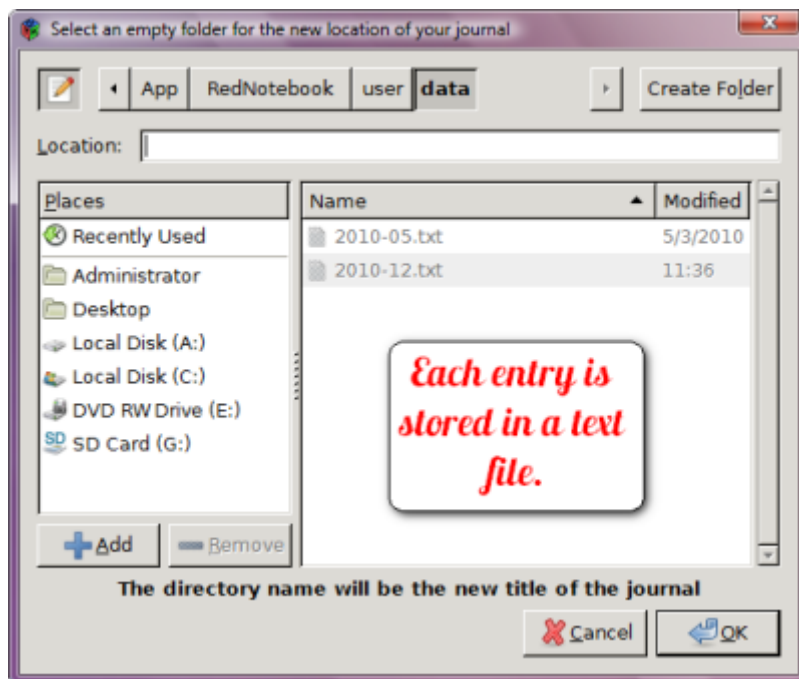 Select an empty folder for the new location of your journal
App RedNotebook user data Create Folder
Location:
Places Name Modified
Recently Used 2010-05.txt 5/3/2010
Administrator 2010-12.txt 11:36
Desktop
Local Disk (A:)
Local Disk (C:)
DVD RW Drive (E:)
SD SD Card (G:)
Each entry is
stored in a text
file.
Add Remove
The directory name will be the new title of the journal
Cancel OK